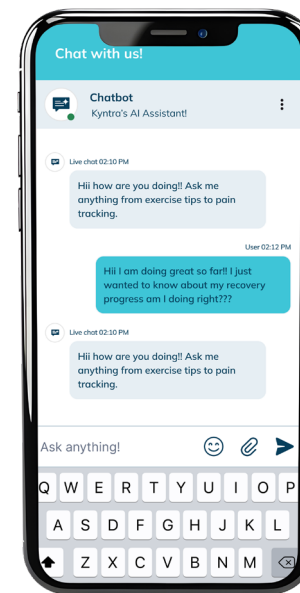 Chat with us!
Chatbot
Kyntra's AI Assistant!
Live chat 02:10 PM
Hii how are you doing!! Ask me
anything from exercise tips to pain
tracking.
User 02:12 PM
Hii I am doing great so far!! I just
wanted to know about my recovery
progress am I doing right???
Live chat 02:10 PM
Hii how are you doing!! Ask me
anything from exercise tips to pain
tracking.
Ask anything!
Q W E R T Y U I O P
A S D F G H J K L
Z X C V B N M